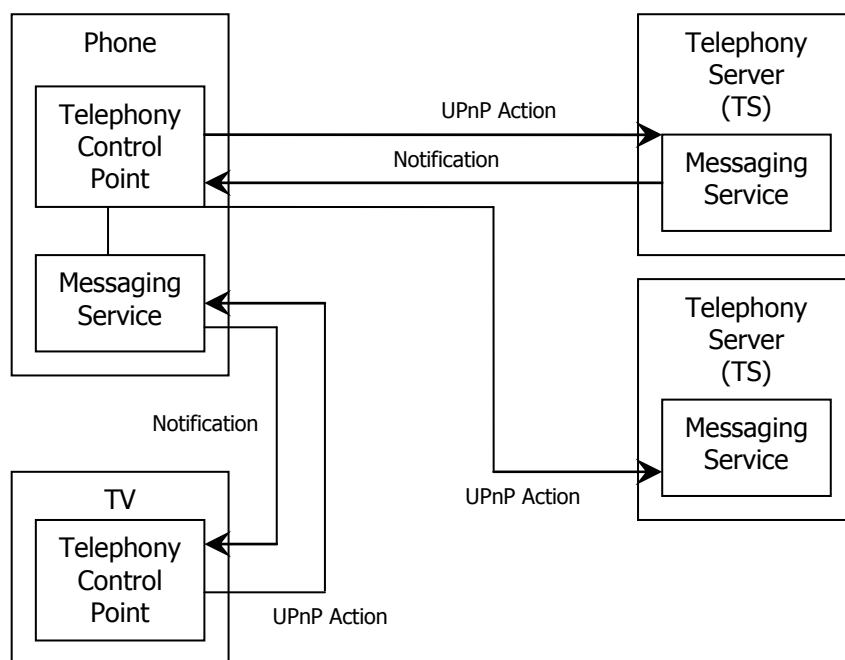 Phone
Telephony
Control
Point
Messaging
Service
UPnP Action
Notification
Telephony
Server
(TS)
Messaging
Service
Telephony
Server
(TS)
Messaging
Service
Notification
UPnP Action
TV
Telephony
Control
Point
UPnP Action